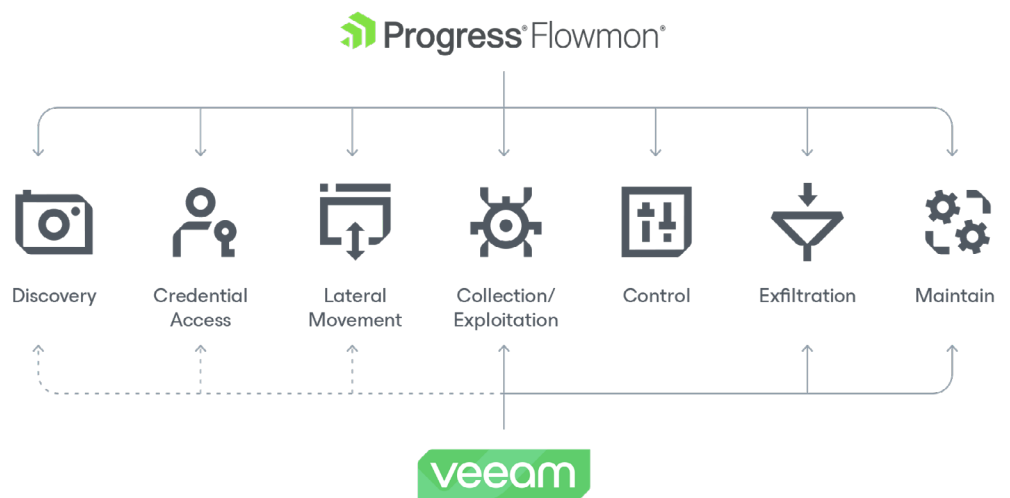 Progress® Flowmon®
Discovery
Credential
Access
Lateral
Movement
Collection/
Exploitation
Control
Exfiltration
Maintain
veeam